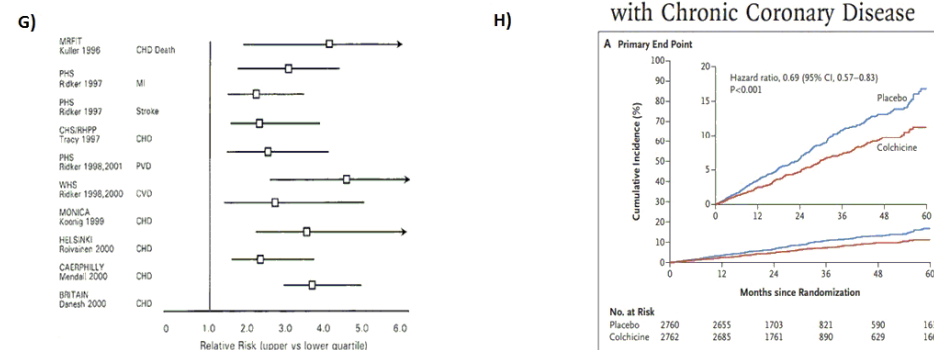 G)
MRFIT
Kuller 1996 CHD Death
PHS
Ridker 1997 MI
PHS
Ridker 1997 Stroke
CHS/RHPP
Tracy 1997 CHD
PHS
Ridker 1998,2001 PVD
WHS
Ridker 1998,2000 CVD
MONICA
Koenig 1999 CHD
HELSINKI
Roivainen 2000 CHD
CAERPHILLY
Mendall 2000 CHD
BRITAIN
Danesh 2000 CHD
0 1.0 2.0 3.0 4.0 5.0 6.0
Relative Risk (upper vs lower quartile)
H)
with Chronic Coronary Disease
A Primary End Point
Cumulative Incidence (%)
100
90
80
70
60
50
40
30
20
10
0
20
15
10
5
0
Hazard ratio, 0.69 (95% CI, 0.57–0.83)
P<0.001
Placebo
Colchicine
0 12 24 36 48 60
0 12 24 36 48 60
Months since Randomization
No. at Risk
Placebo 2760 2655 1703 821 590
Colchicine 2762 2685 1761 890 629